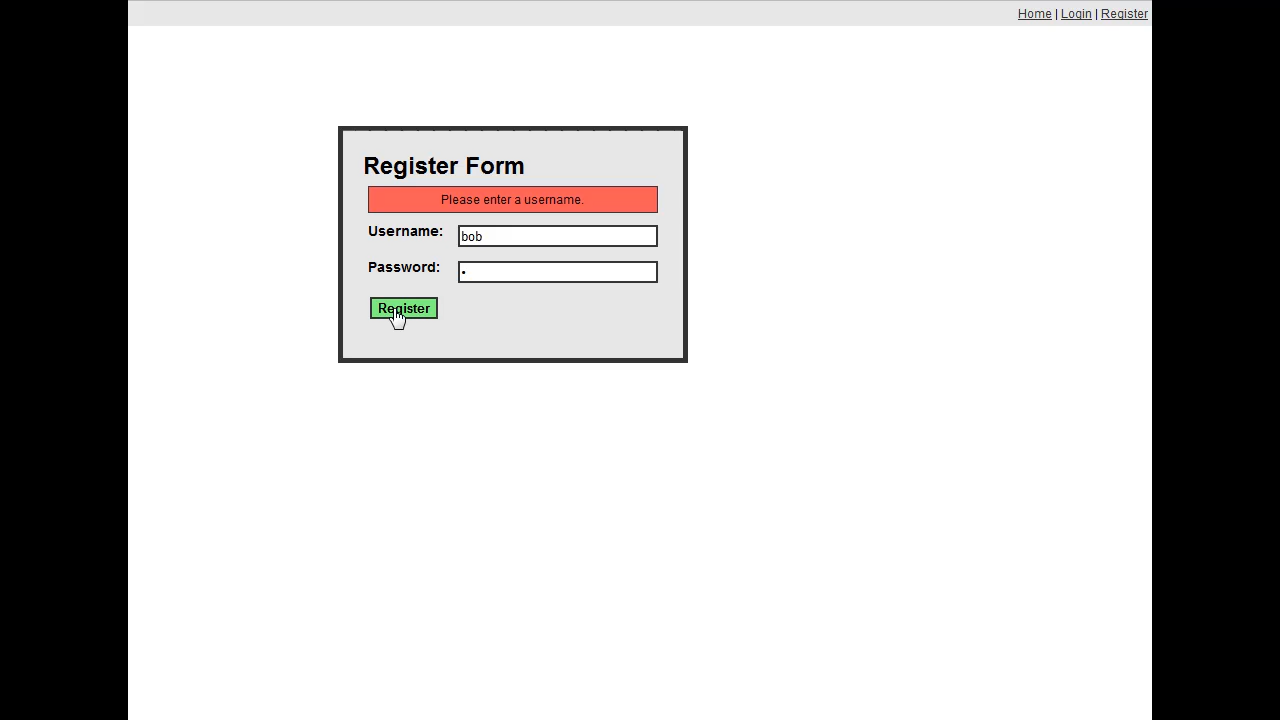 Home | Login | Register
Register Form
Please enter a username.
Username: bob
Password: •
Register